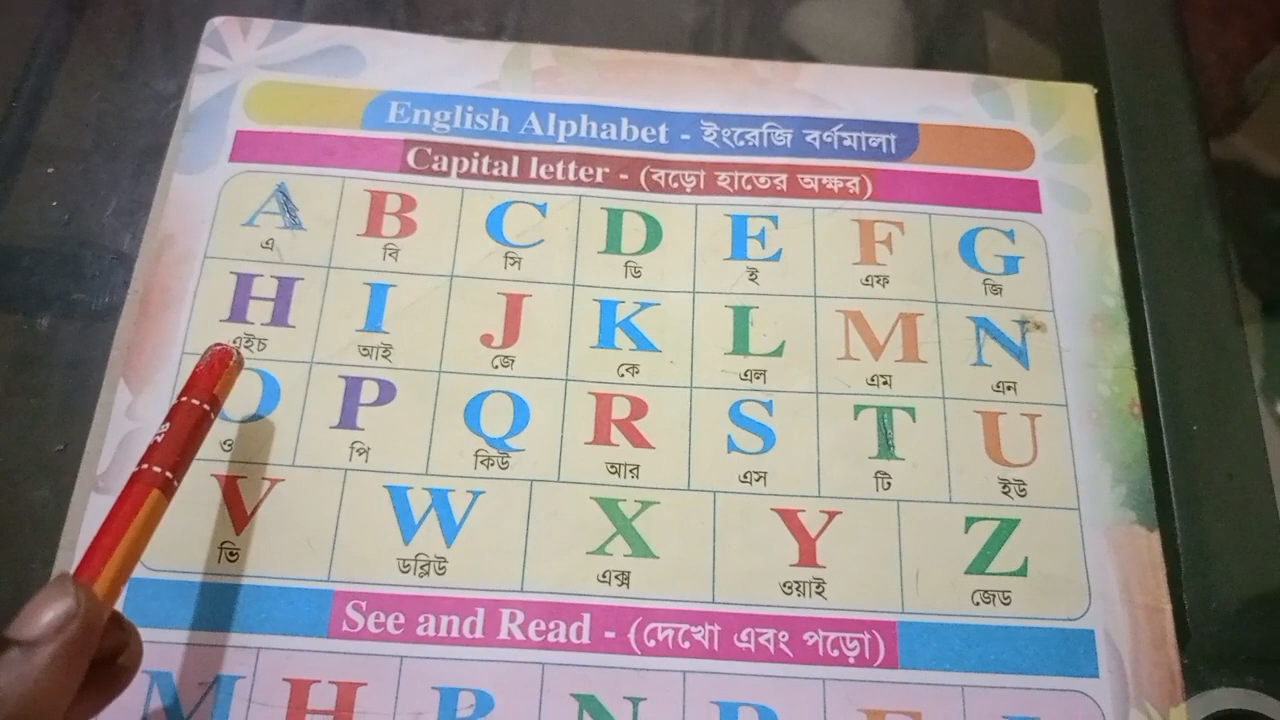 English Alphabet - ইংরেজি বর্ণমালা
Capital letter - (বড়ো হাতের অক্ষর)
A B C D E F G
এ বি সি ডি ই এফ জি
H I J K L M N
এইচ আই জে কে এল এম এন
O P Q R S T U
ও পি কিউ আর এস টি ইউ
V W X Y Z
ভি ডব্লিউ এক্স ওয়াই জেড
See and Read - (দেখো এবং পড়ো)
M H